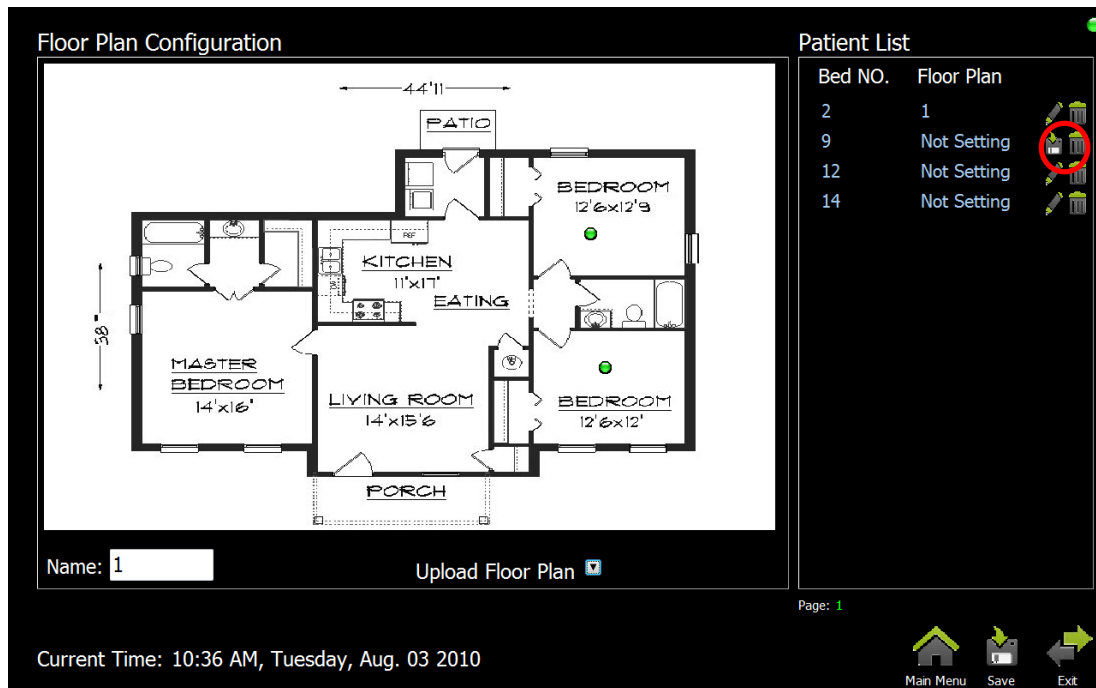 Floor Plan Configuration
44'11
PATIO
BEDROOM
12'6x12'9
REF
KITCHEN
11'x17'
EATING
38"
MASTER
BEDROOM
14'x16'
LIVING ROOM
14'x15'6
BEDROOM
12'6x12'
PORCH
Name: 1
Upload Floor Plan
Patient List
Bed NO. Floor Plan
2 1
9 Not Setting
12 Not Setting
14 Not Setting
Page: 1
Current Time: 10:36 AM, Tuesday, Aug. 03 2010
Main Menu Save Exit